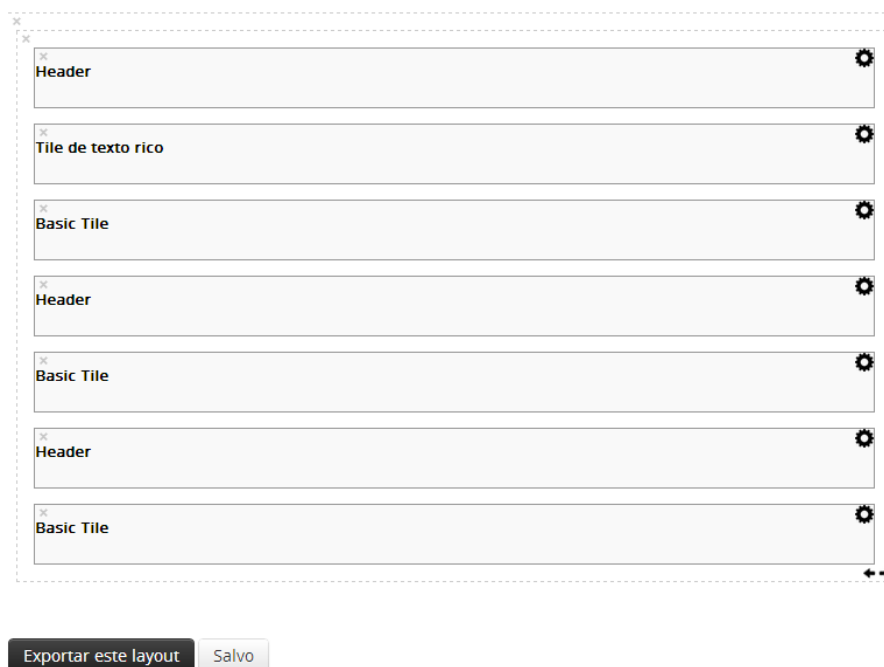 Header
Tile de texto rico
Basic Tile
Header
Basic Tile
Header
Basic Tile
Exportar este layout Salvo